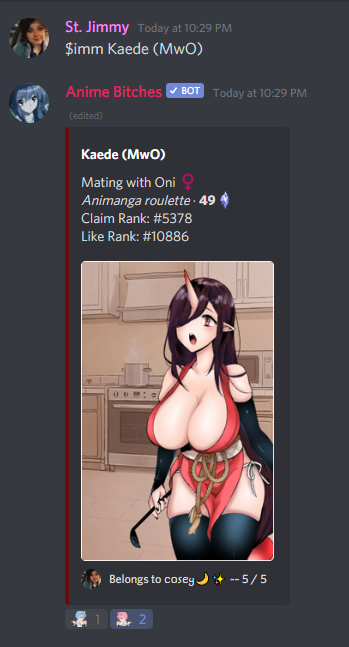 St. Jimmy Today at 10:29 PM
$imm Kaede (MwO)
Anime Bitches ✓ BOT Today at 10:29 PM
(edited)
Kaede (MwO)
Mating with Oni ♀
Animanga roulette · 49
Claim Rank: #5378
Like Rank: #10886
Belongs to cosey🌙✨ -- 5 / 5
1 2